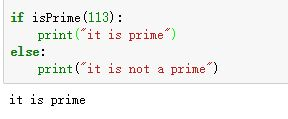 if isPrime(113):
    print("it is prime")
else:
    print("it is not a prime")
it is prime